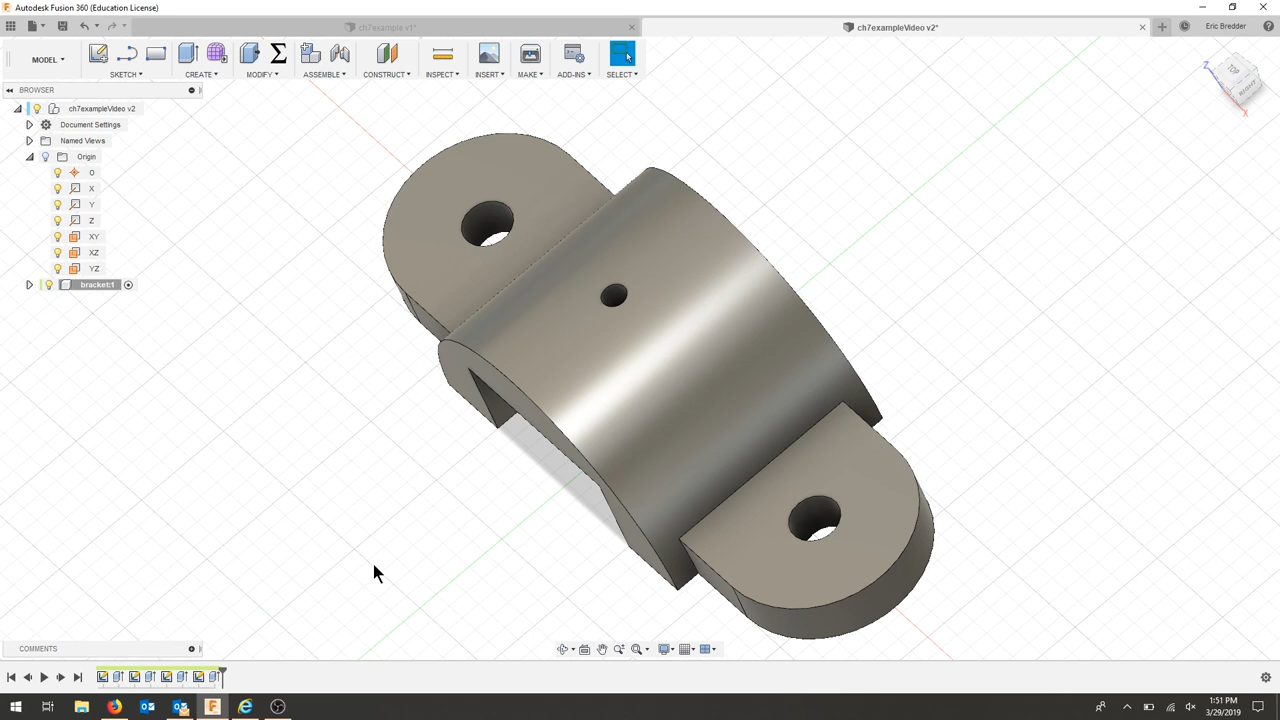 Autodesk Fusion 360 (Education License)
ch7example v1*
ch7exampleVideo v2*
Eric Bredder
MODEL
SKETCH
CREATE
MODIFY
ASSEMBLE
CONSTRUCT
INSPECT
INSERT
MAKE
ADD-INS
SELECT
BROWSER
TOP
RIGHT
Z
X
ch7exampleVideo v2
Document Settings
Named Views
Origin
O
X
Y
Z
XY
XZ
YZ
bracket:1
COMMENTS
1:51 PM
3/29/2019